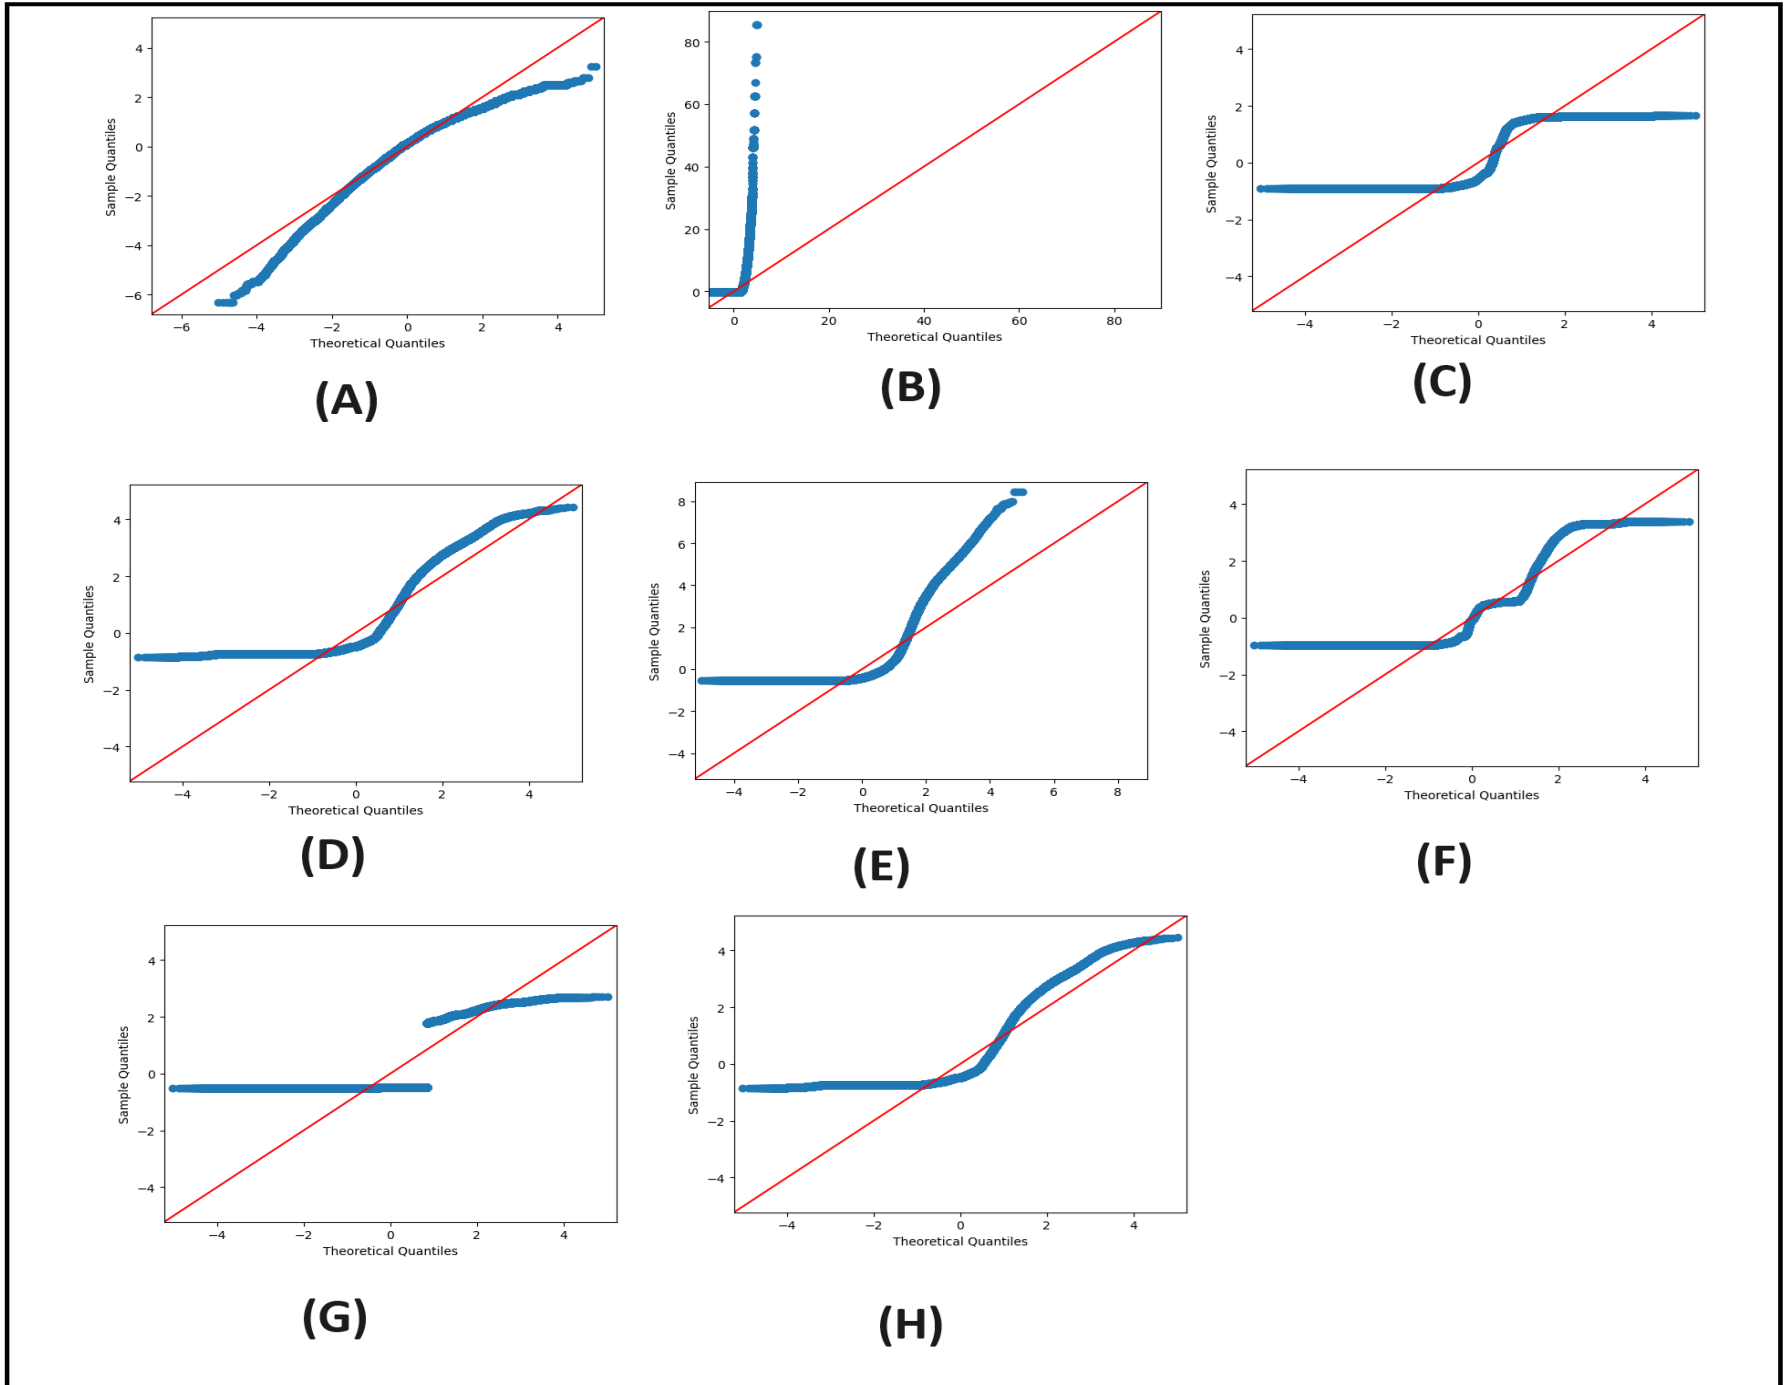 4
2
0
−2
−4
−6
Sample Quantiles
−6 −4 −2 0 2 4
Theoretical Quantiles
(A)
80
60
40
20
0
Sample Quantiles
0 20 40 60 80
Theoretical Quantiles
(B)
4
2
0
−2
−4
Sample Quantiles
−4 −2 0 2 4
Theoretical Quantiles
(C)
4
2
0
−2
−4
Sample Quantiles
−4 −2 0 2 4
Theoretical Quantiles
(D)
8
6
4
2
0
−2
−4
Sample Quantiles
−4 −2 0 2 4 6 8
Theoretical Quantiles
(E)
4
2
0
−2
−4
Sample Quantiles
−4 −2 0 2 4
Theoretical Quantiles
(F)
4
2
0
−2
−4
Sample Quantiles
−4 −2 0 2 4
Theoretical Quantiles
(G)
4
2
0
−2
−4
Sample Quantiles
−4 −2 0 2 4
Theoretical Quantiles
(H)